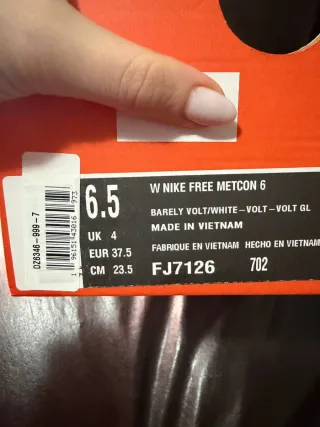 W NIKE FREE METCON 6
6.5
BARELY VOLT/WHITE-VOLT-VOLT GL
UK 4
MADE IN VIETNAM
EUR 37.5
FABRIQUE EN VIETNAM HECHO EN VIETNAM
CM 23.5
FJ7126 702